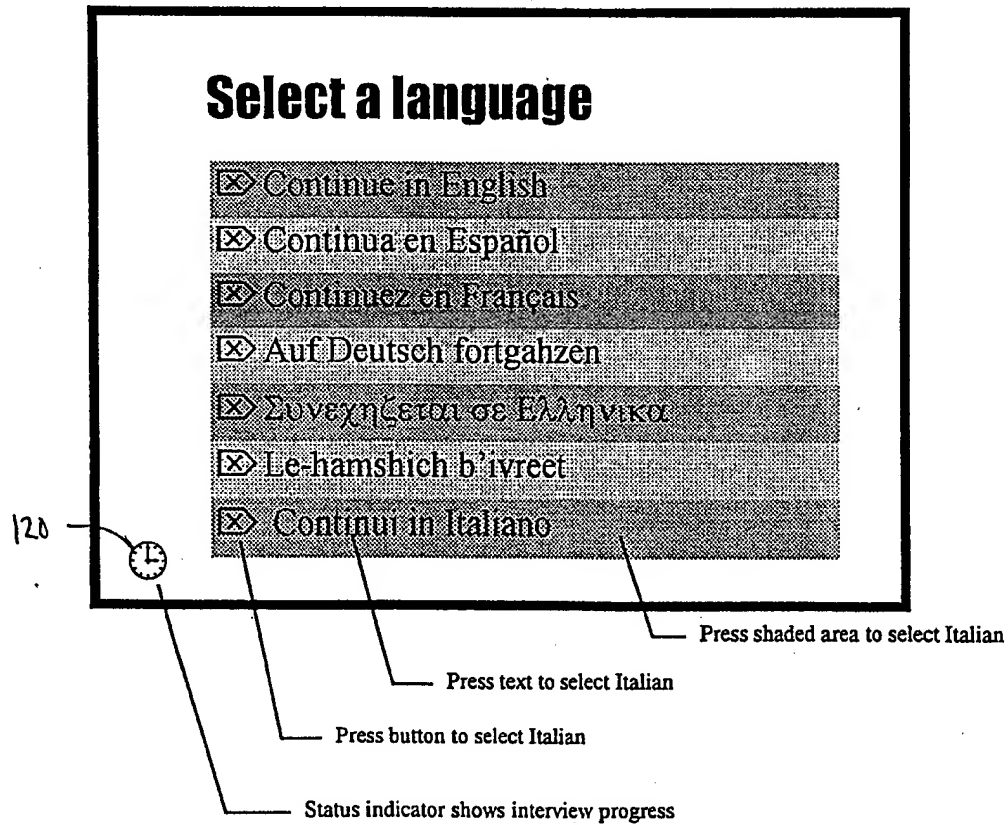 Select a language
Continue in English
Continua en Español
Continuez en Français
Auf Deutsch fortgahzen
Συνεχηζεται σε Ελληνικα
Le-hamshich b'ivreet
Continui in Italiano
120
Press shaded area to select Italian
Press text to select Italian
Press button to select Italian
Status indicator shows interview progress